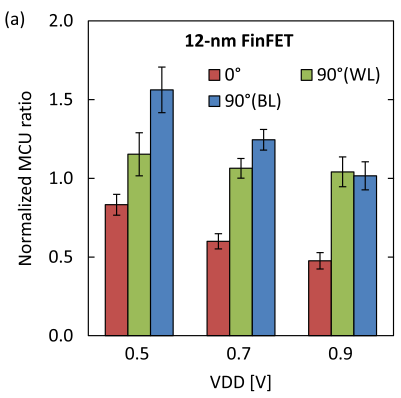 (a)
2.0
1.5
1.0
0.5
0.0
Normalized MCU ratio
12-nm FinFET
0°
90°(WL)
90°(BL)
0.5 0.7 0.9
VDD [V]